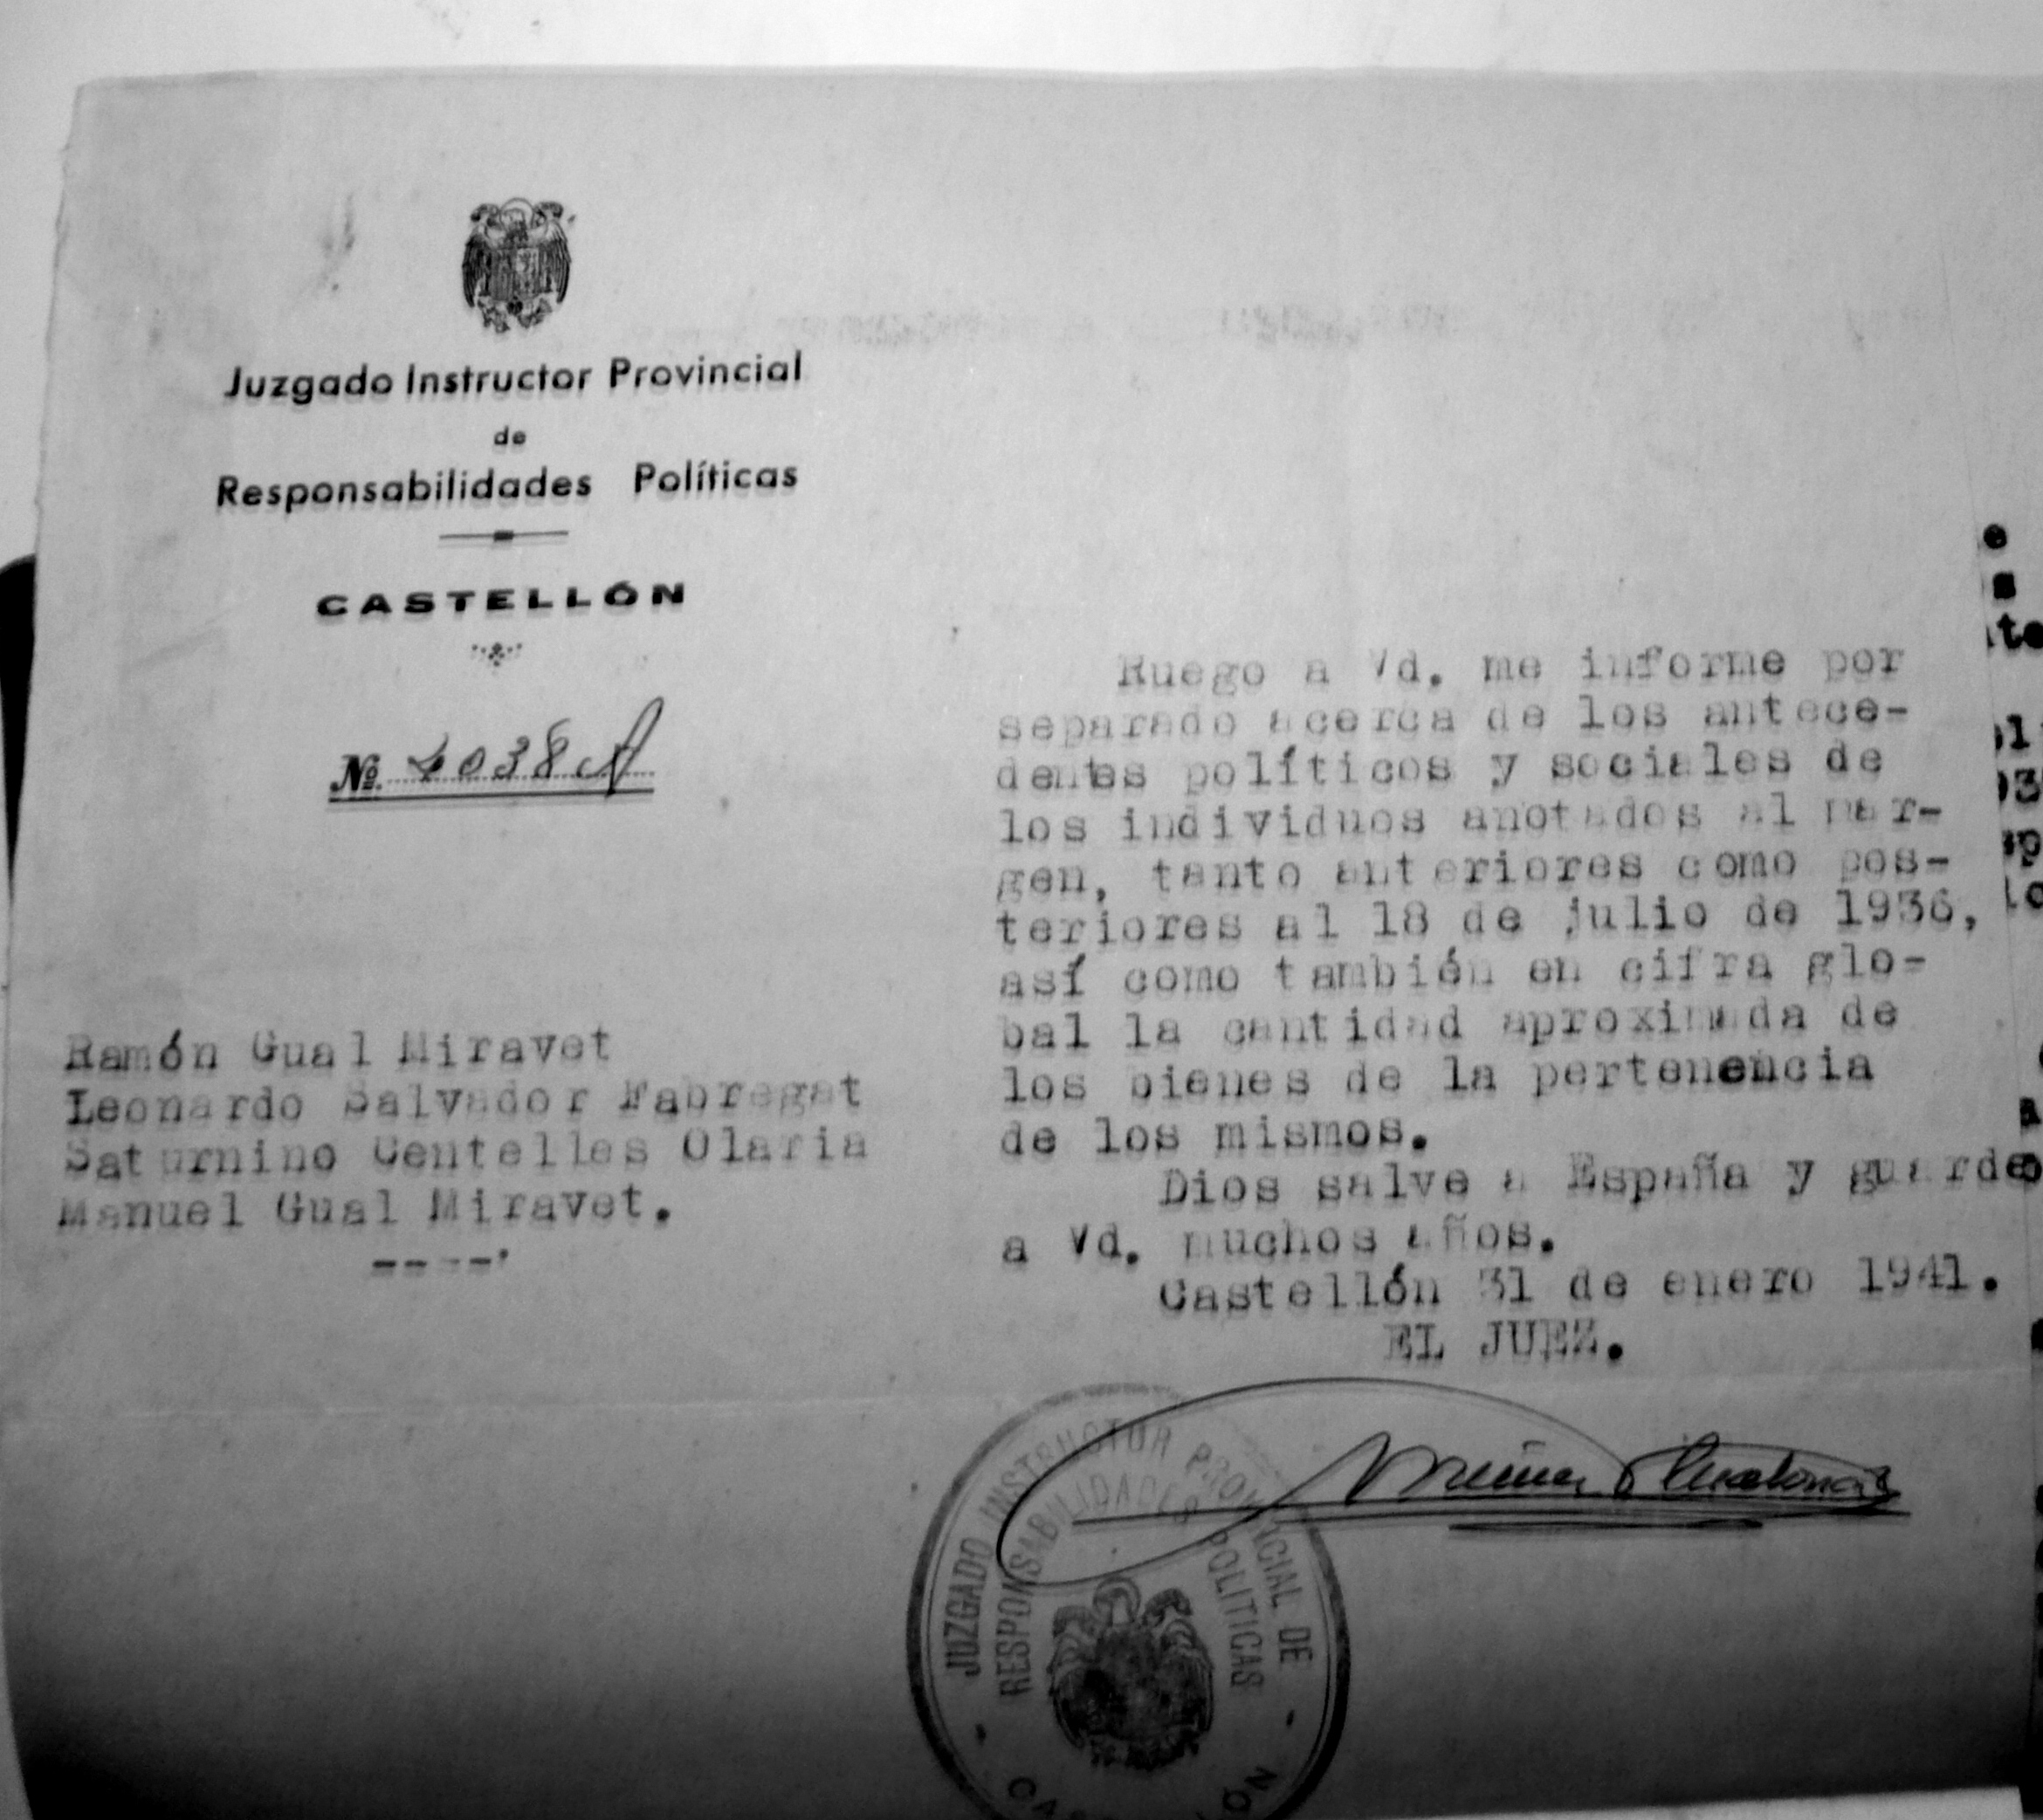 Juzgado Instructor Provincial
de
Responsabilidades Políticas
CASTELLÓN
Nº. 4038 A
Ruego a Vd. me informe por
separado acerca de los antece-
dentes políticos y sociales de
los individuos anotados al mar-
gen, tanto anteriores como pos-
teriores al 18 de julio de 1936,
así como también en cifra glo-
bal la cantidad aproximada de
los bienes de la pertenencia
de los mismos.
Dios salve a España y guarde
a Vd. muchos años.
Castellón 31 de enero 1941.
EL JUEZ.
Ramón Gual Miravet
Leonardo Salvador Fabregat
Saturnino Centelles Olaria
Manuel Gual Miravet.
JUZGADO INSTRUCTOR PROVINCIAL DE
RESPONSABILIDADES POLITICAS